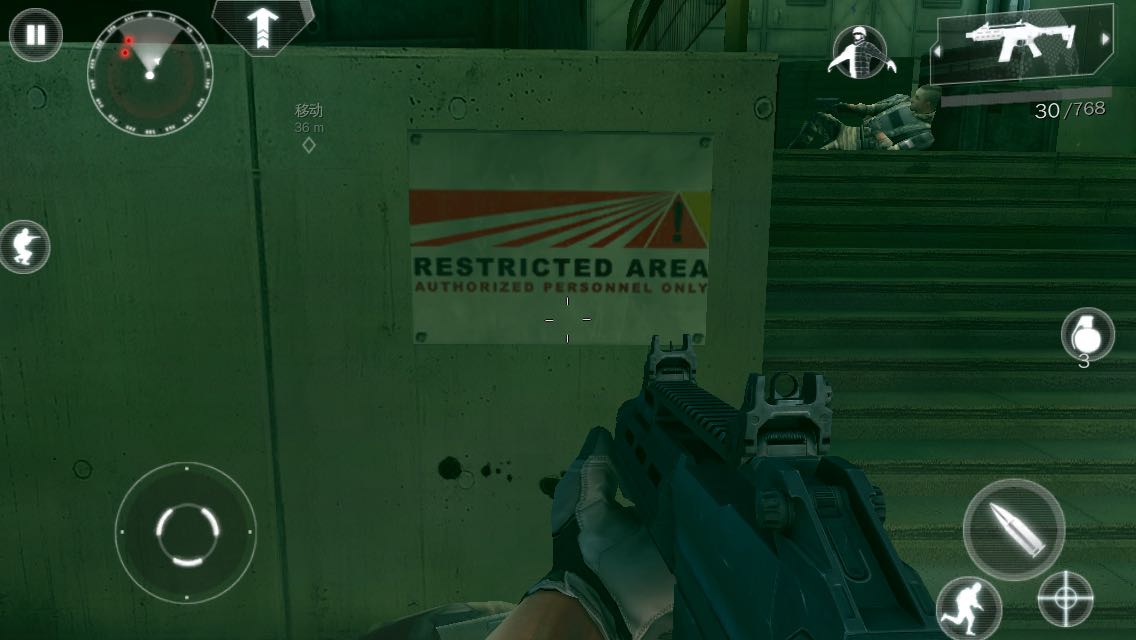 移动
36 m
30/768
RESTRICTED AREA
AUTHORIZED PERSONNEL ONLY
3